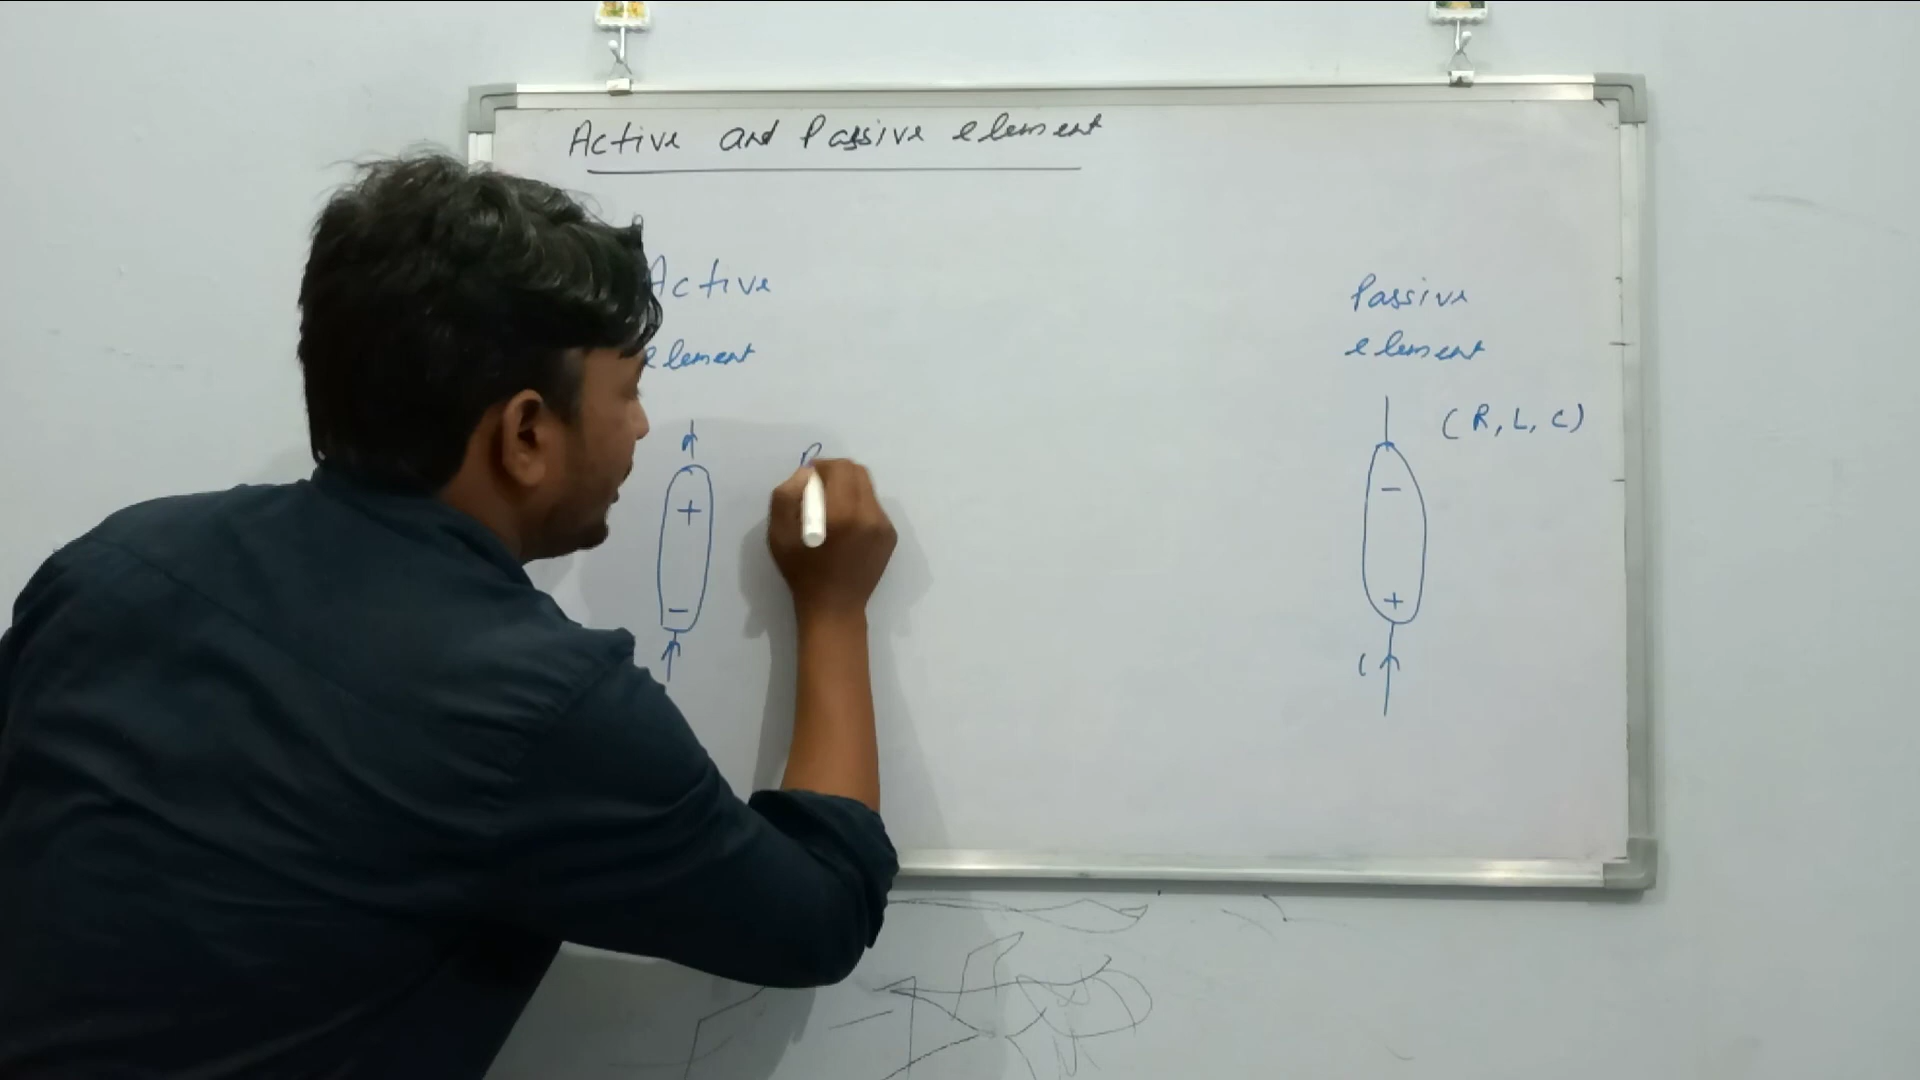 Active and Passive element
Active
element
Passive
element
(R, L, C)
+
−
−
+
i